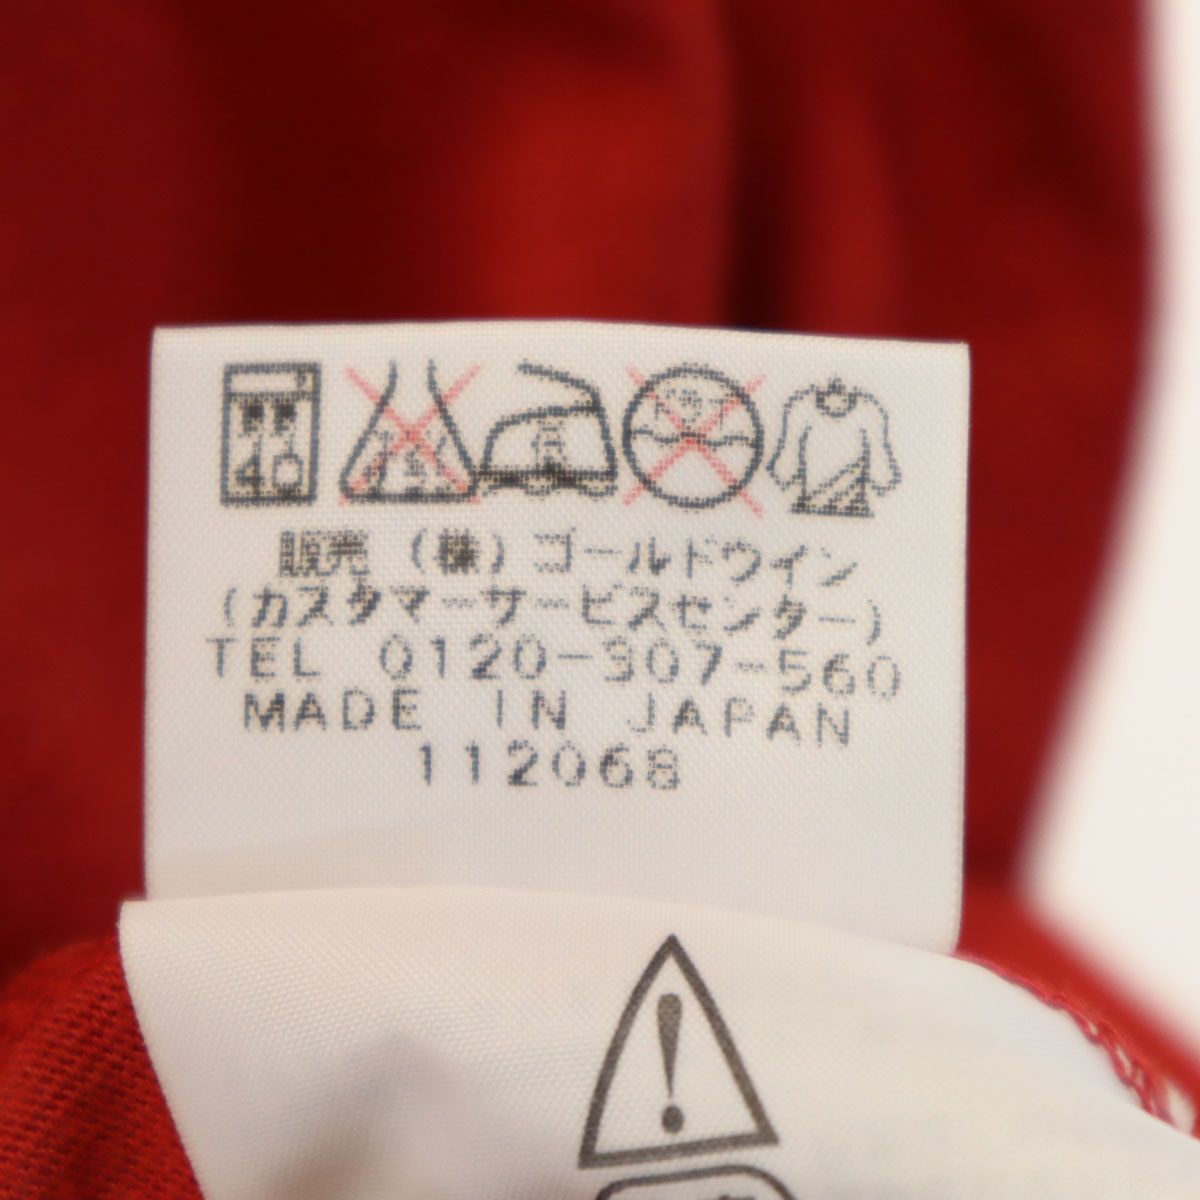 40
販売 (株) ゴールドウイン
(カスタマーサービスセンター)
TEL 0120-307-560
MADE IN JAPAN
112068
!